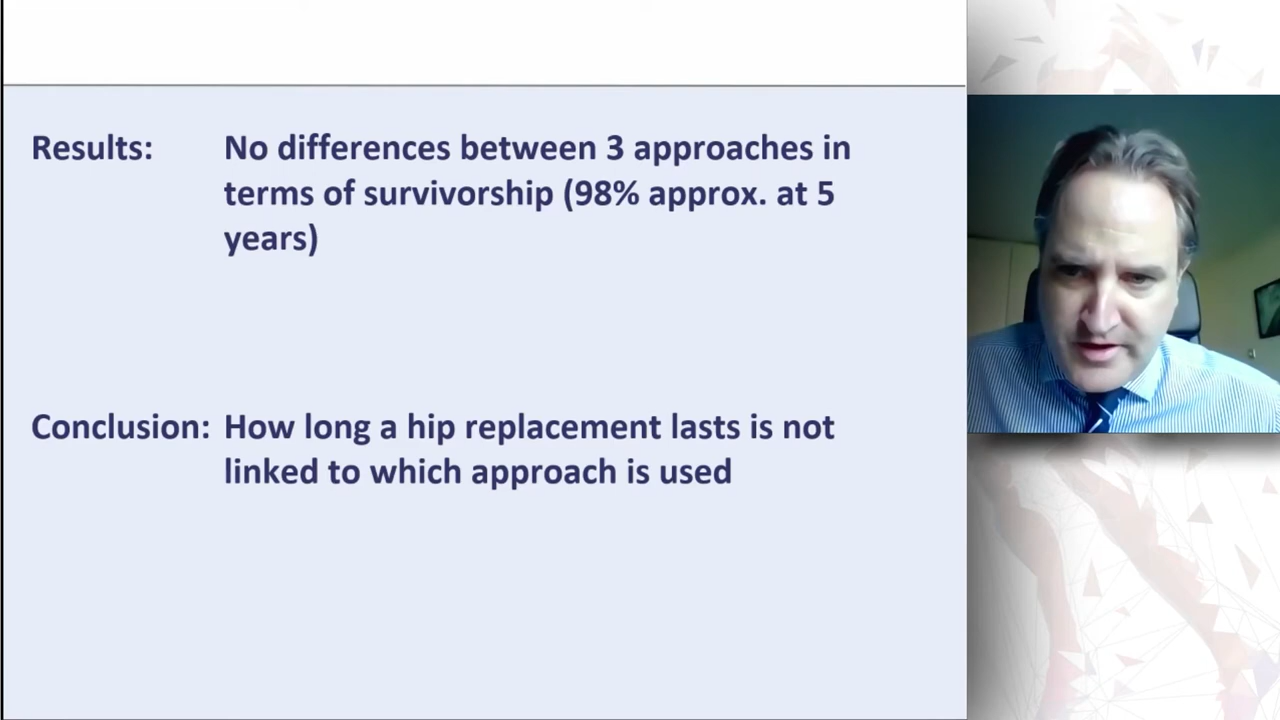 Results: No differences between 3 approaches in
terms of survivorship (98% approx. at 5
years)
Conclusion: How long a hip replacement lasts is not
linked to which approach is used